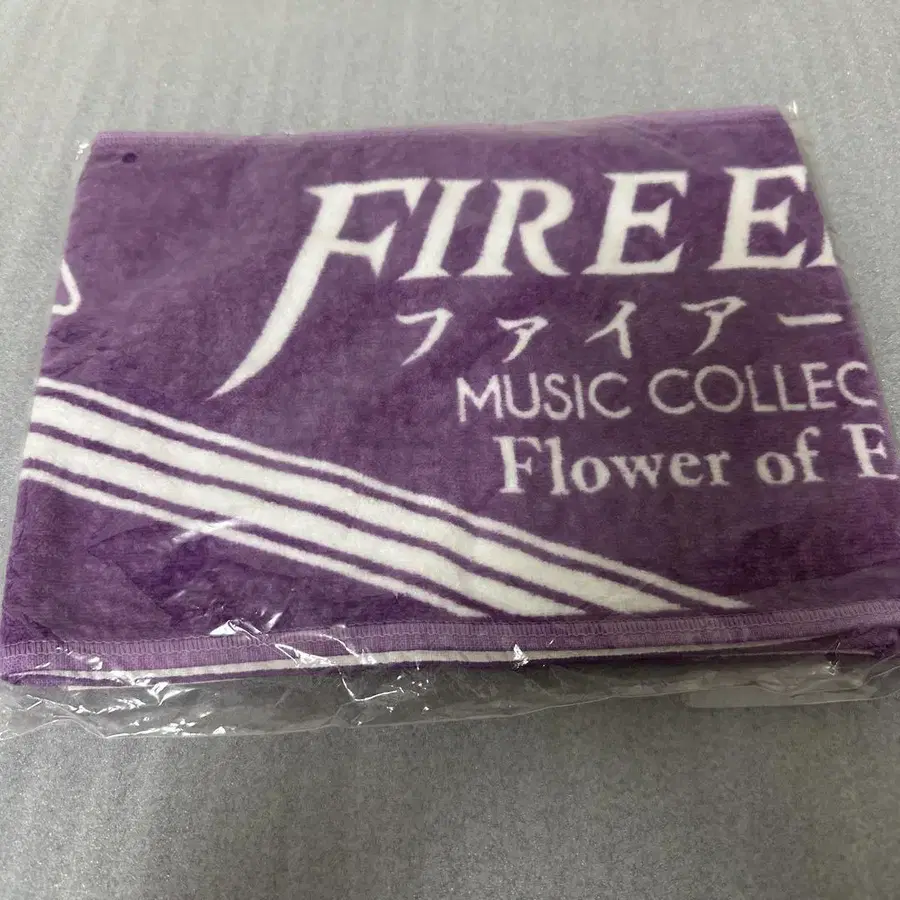 FIRE E
ファイアー
MUSIC COLLEC
Flower of E